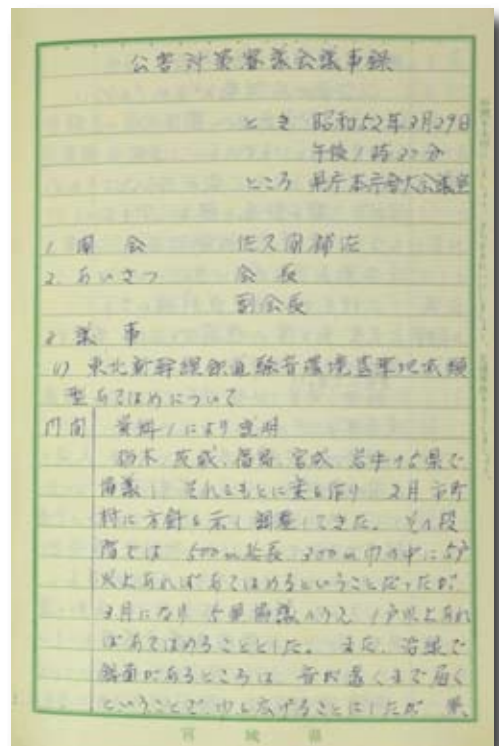 公害対策審議会議事録
とき 昭和52年3月29日
午後1時　分
ところ 県庁本庁舎大会議室
1. 開会 佐久間補佐
2. あいさつ 会長
副会長
3 議事
1) 東北新幹線鉄道騒音環境基準地域類
型あてはめについて
資料1により説明
栃木 茨城、福島、宮城、岩手の5県で
協議し それをもとに案を作り 2月 市町
村に方針を示し調整してきた。その段
階では 500m延長 300m巾の中に5戸
以上あればあてはめるということだったが
3月になり 5県協議のうえ、1戸以上あれ
ばあてはめることとした。また、沿線で
斜面があるところは 音が遠くまで届く
ということで、巾も広げることにしたが
宮城県